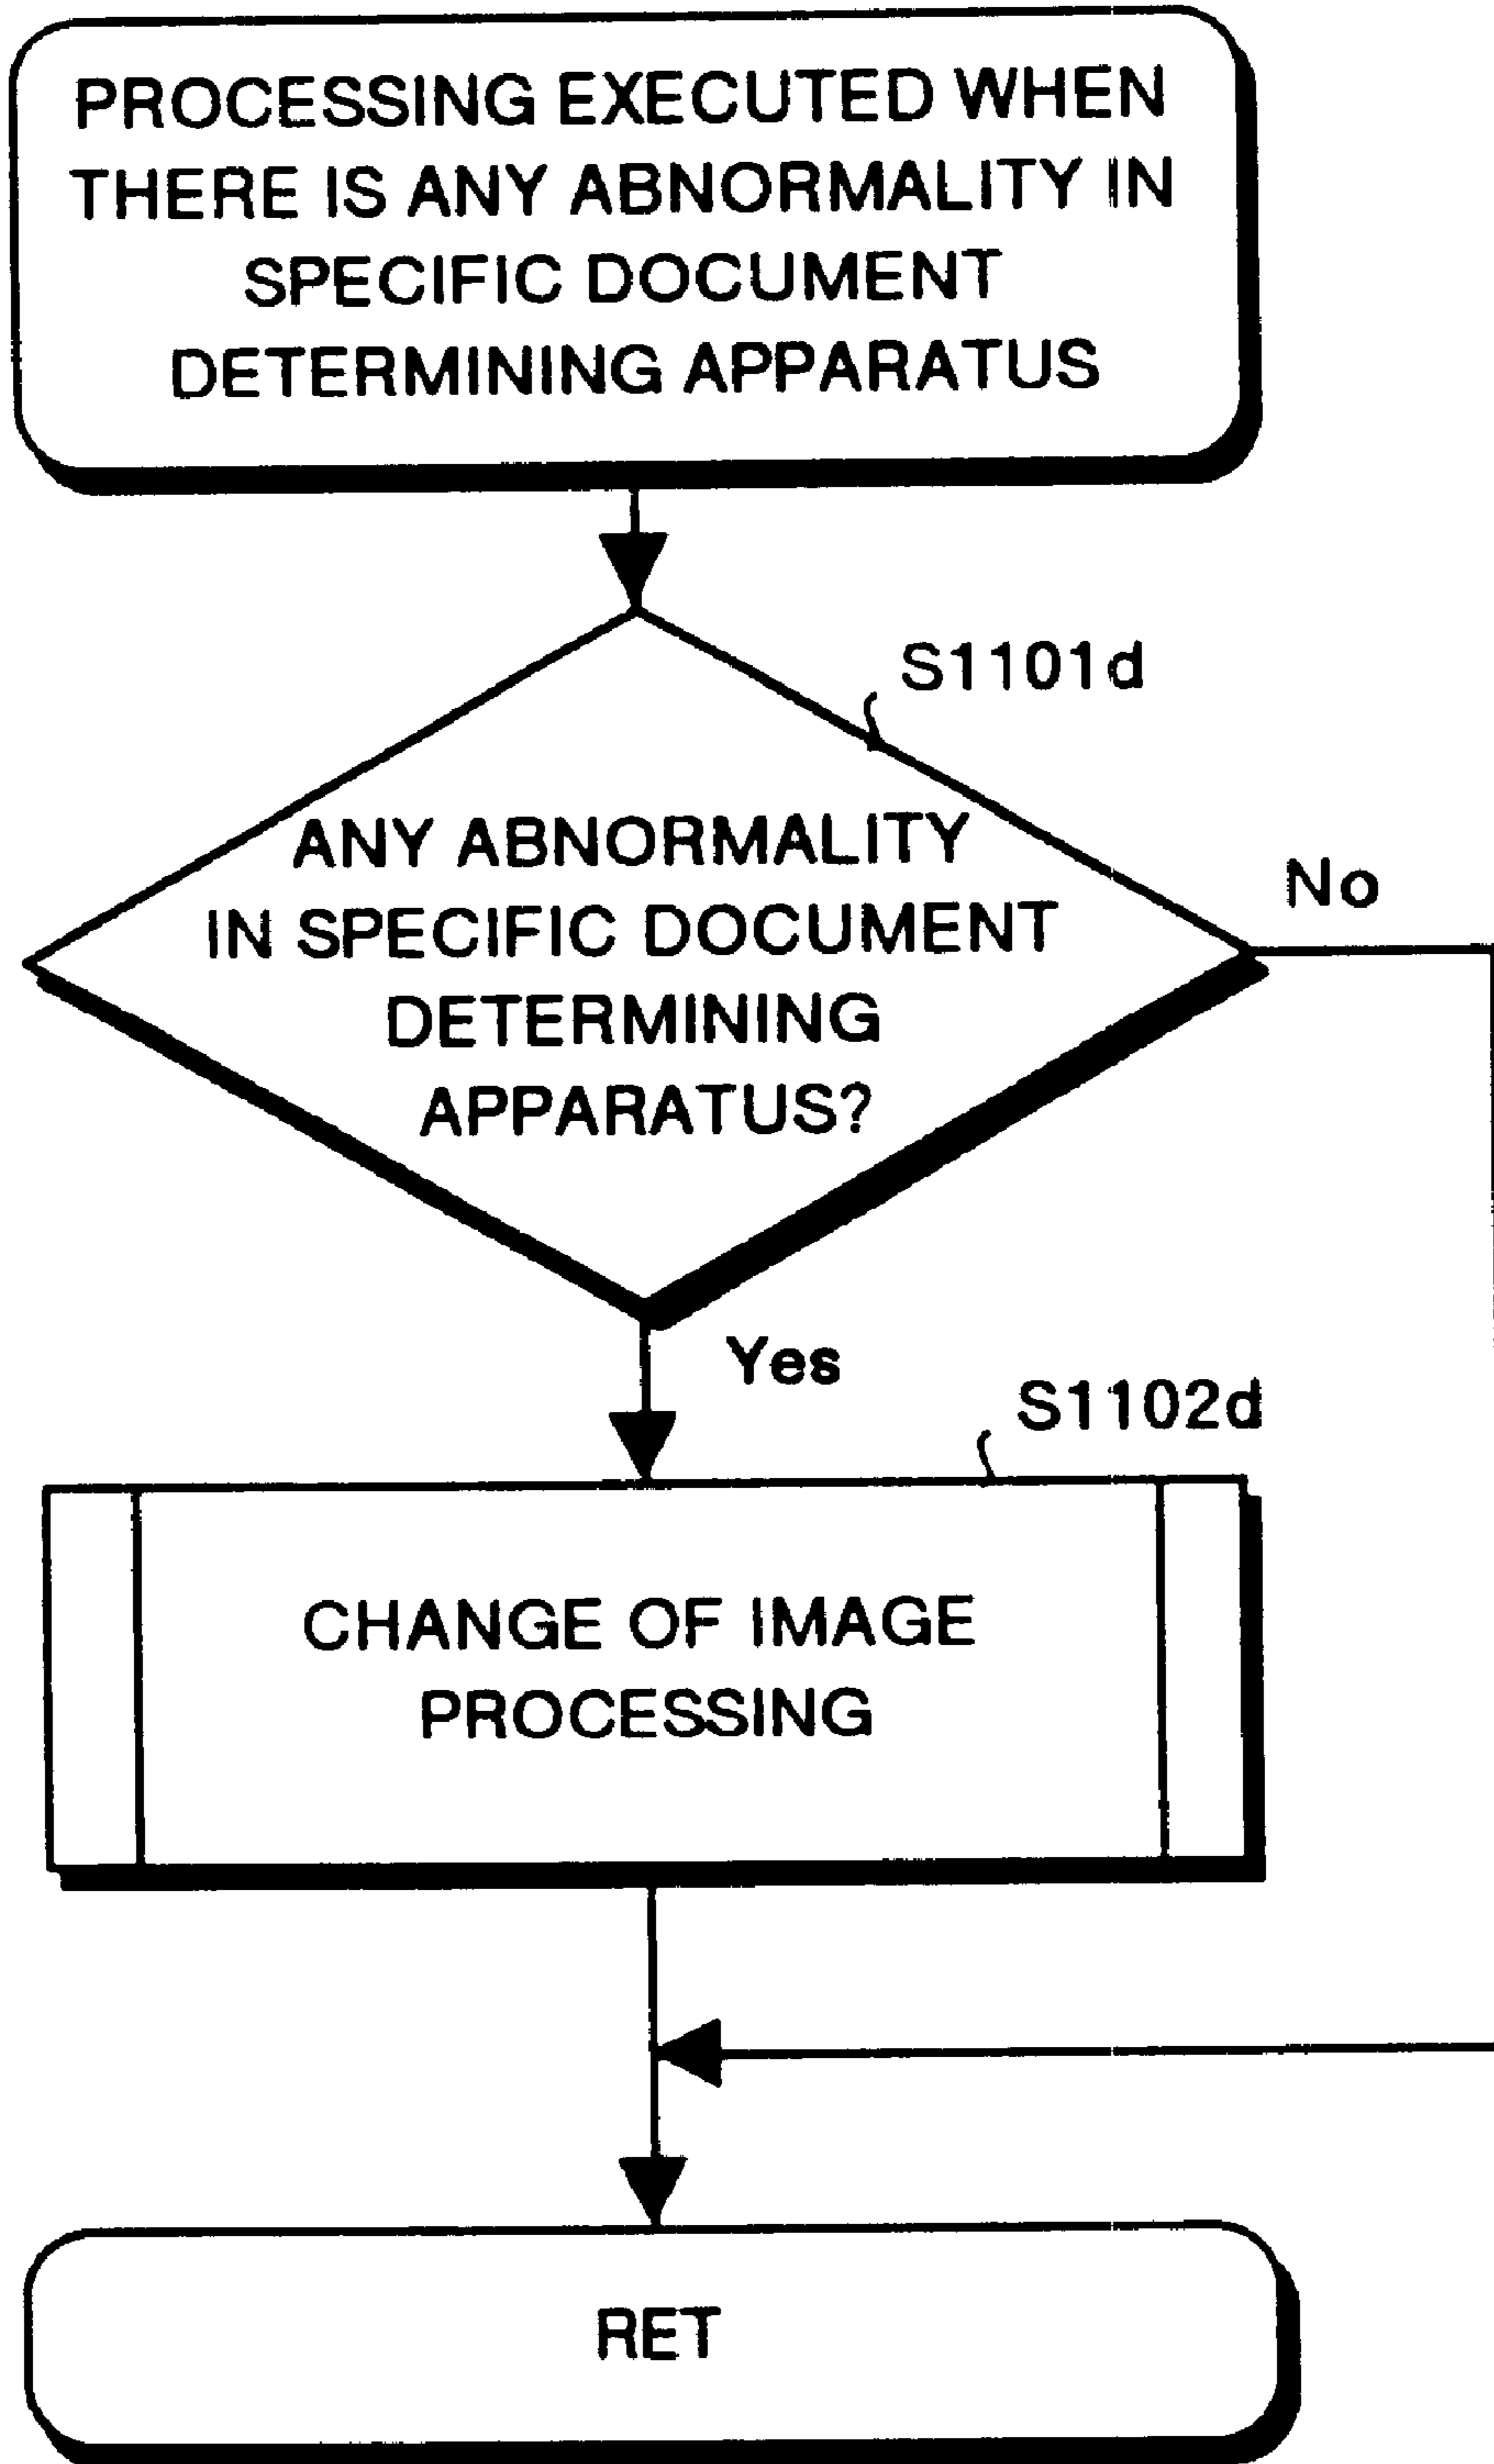 PROCESSING EXECUTED WHEN
THERE IS ANY ABNORMALITY IN
SPECIFIC DOCUMENT
DETERMINING APPARATUS
S1101d
ANY ABNORMALITY
IN SPECIFIC DOCUMENT
DETERMINING
APPARATUS?
No
Yes
S1102d
CHANGE OF IMAGE
PROCESSING
RET